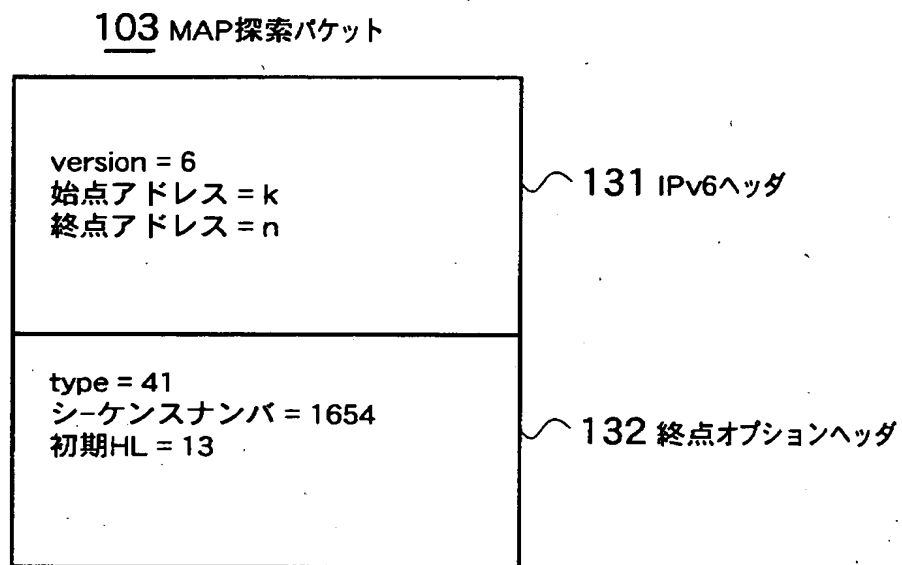 103 MAP探索パケット
version = 6
始点アドレス = k
終点アドレス = n
131 IPv6ヘッダ
type = 41
シーケンスナンバ = 1654
初期HL = 13
132 終点オプションヘッダ